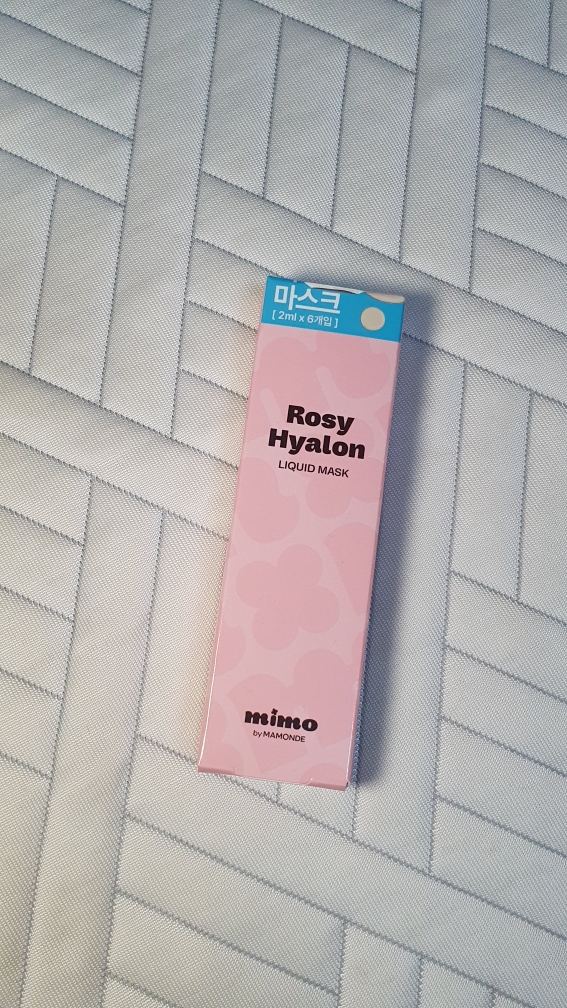 마스크
[ 2ml x 6개입 ]
Rosy
Hyalon
LIQUID MASK
mimo
by MAMONDE